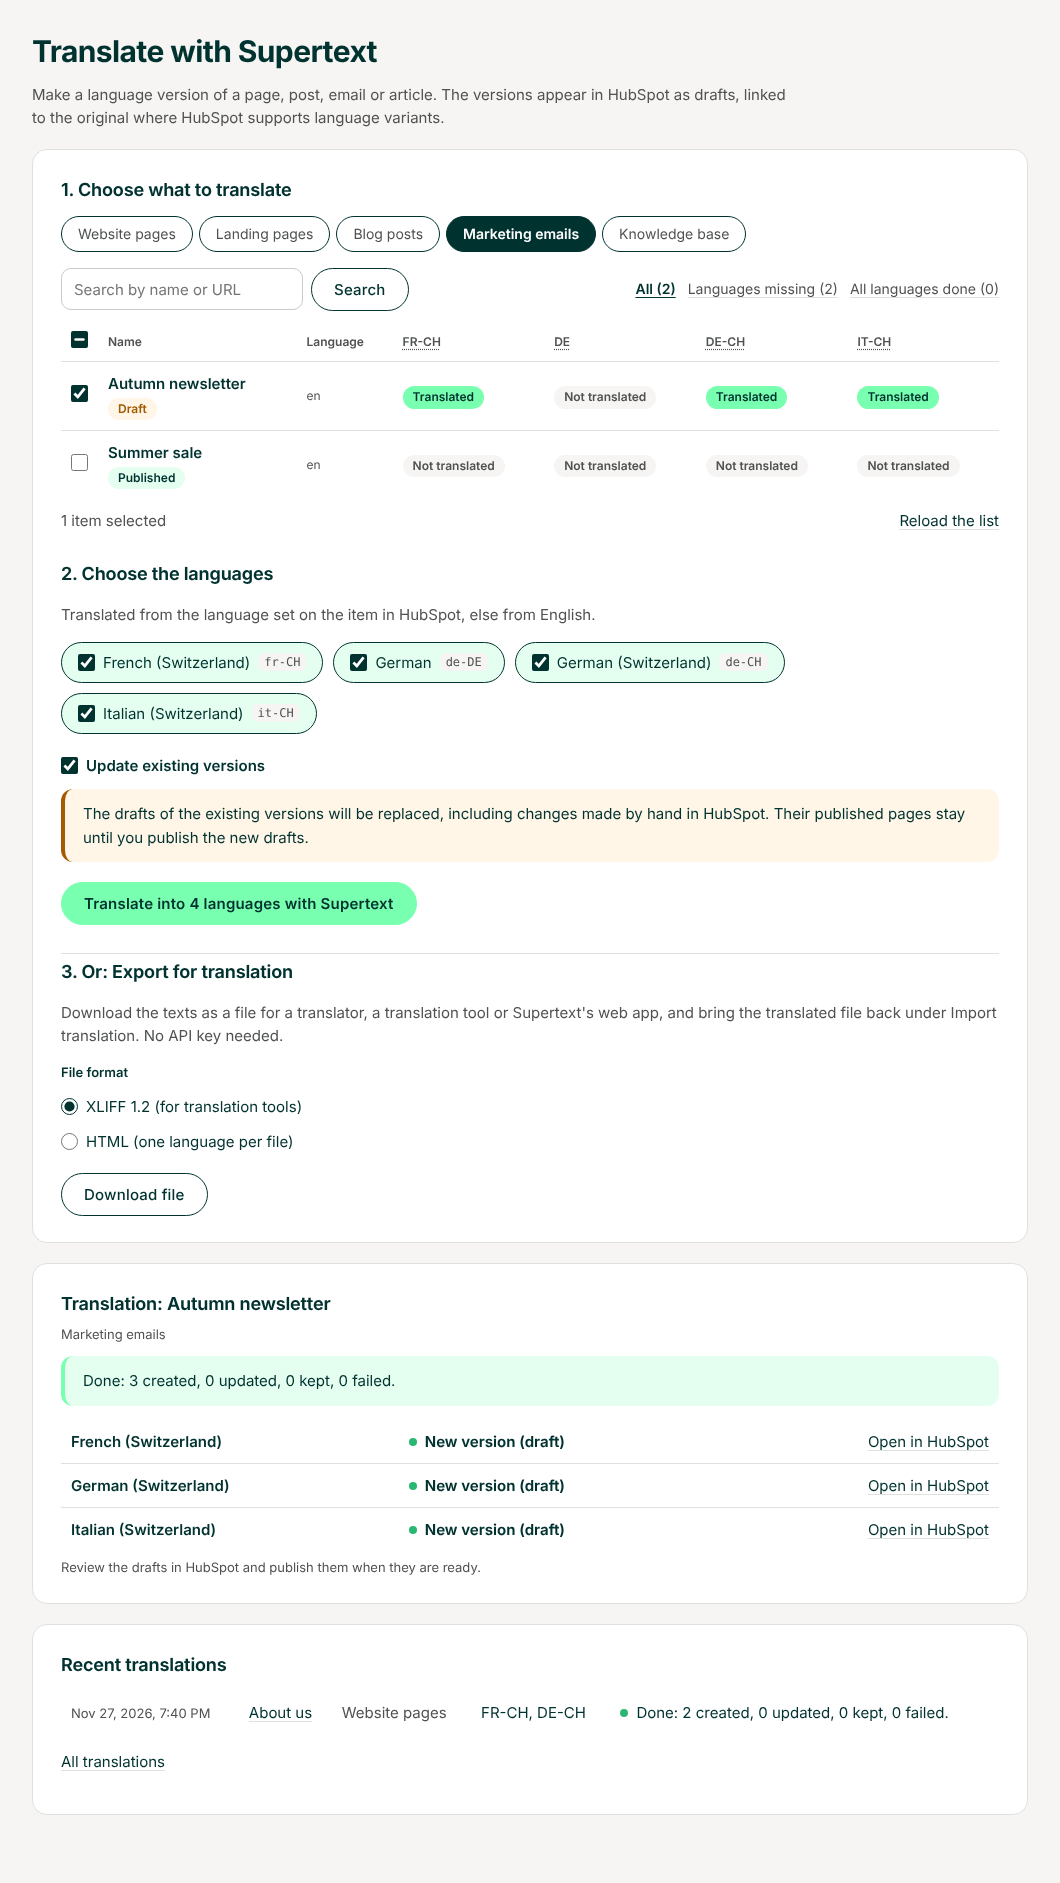 Translate with Supertext
Make a language version of a page, post, email or article. The versions appear in HubSpot as drafts, linked
to the original where HubSpot supports language variants.
1. Choose what to translate
Website pages
Landing pages
Blog posts
Marketing emails
Knowledge base
Search by name or URL
Search
All (2)
Languages missing (2)
All languages done (0)
Name Language FR-CH DE DE-CH IT-CH
Autumn newsletter
Draft
en
Translated
Not translated
Translated
Translated
Summer sale
Published
en
Not translated
Not translated
Not translated
Not translated
1 item selected
Reload the list
2. Choose the languages
Translated from the language set on the item in HubSpot, else from English.
French (Switzerland) fr-CH
German de-DE
German (Switzerland) de-CH
Italian (Switzerland) it-CH
Update existing versions
The drafts of the existing versions will be replaced, including changes made by hand in HubSpot. Their published pages stay
until you publish the new drafts.
Translate into 4 languages with Supertext
3. Or: Export for translation
Download the texts as a file for a translator, a translation tool or Supertext's web app, and bring the translated file back under Import
translation. No API key needed.
File format
XLIFF 1.2 (for translation tools)
HTML (one language per file)
Download file
Translation: Autumn newsletter
Marketing emails
Done: 3 created, 0 updated, 0 kept, 0 failed.
French (Switzerland) New version (draft) Open in HubSpot
German (Switzerland) New version (draft) Open in HubSpot
Italian (Switzerland) New version (draft) Open in HubSpot
Review the drafts in HubSpot and publish them when they are ready.
Recent translations
Nov 27, 2026, 7:40 PM About us Website pages FR-CH, DE-CH Done: 2 created, 0 updated, 0 kept, 0 failed.
All translations